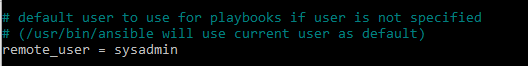 # default user to use for playbooks if user is not specified
# (/usr/bin/ansible will use current user as default)
remote_user = sysadmin